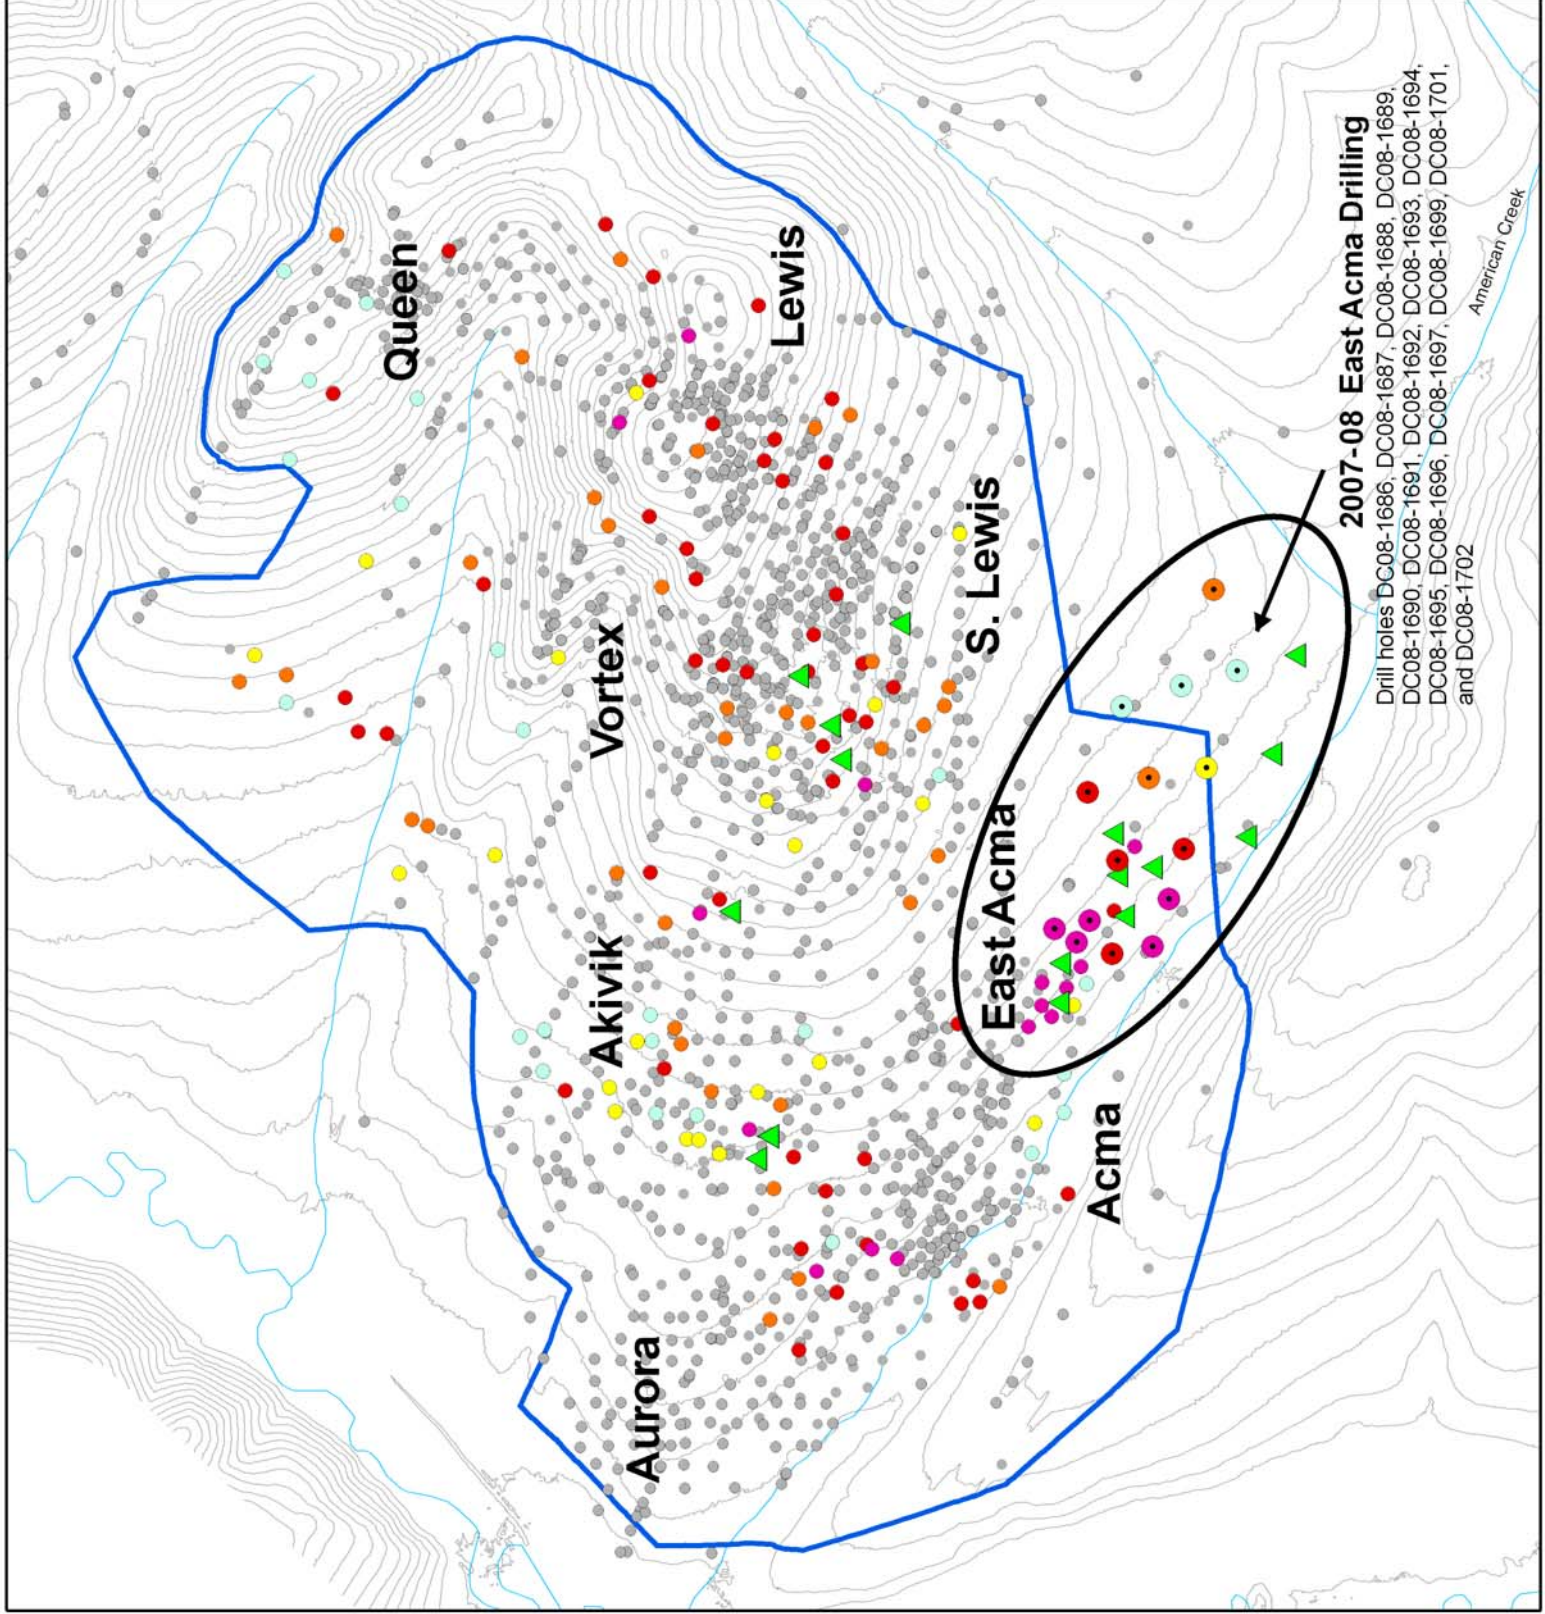 Queen
Lewis
Vortex
S. Lewis
Akivik
East Acma
Aurora
Acma
2007-08 East Acma Drilling
Drill holes DC08-1686, DC08-1687, DC08-1688, DC08-1689,
DC08-1690, DC08-1691, DC08-1692, DC08-1693, DC08-1694,
DC08-1695, DC08-1696, DC08-1697, DC08-1699, DC08-1701,
and DC08-1702
American Creek